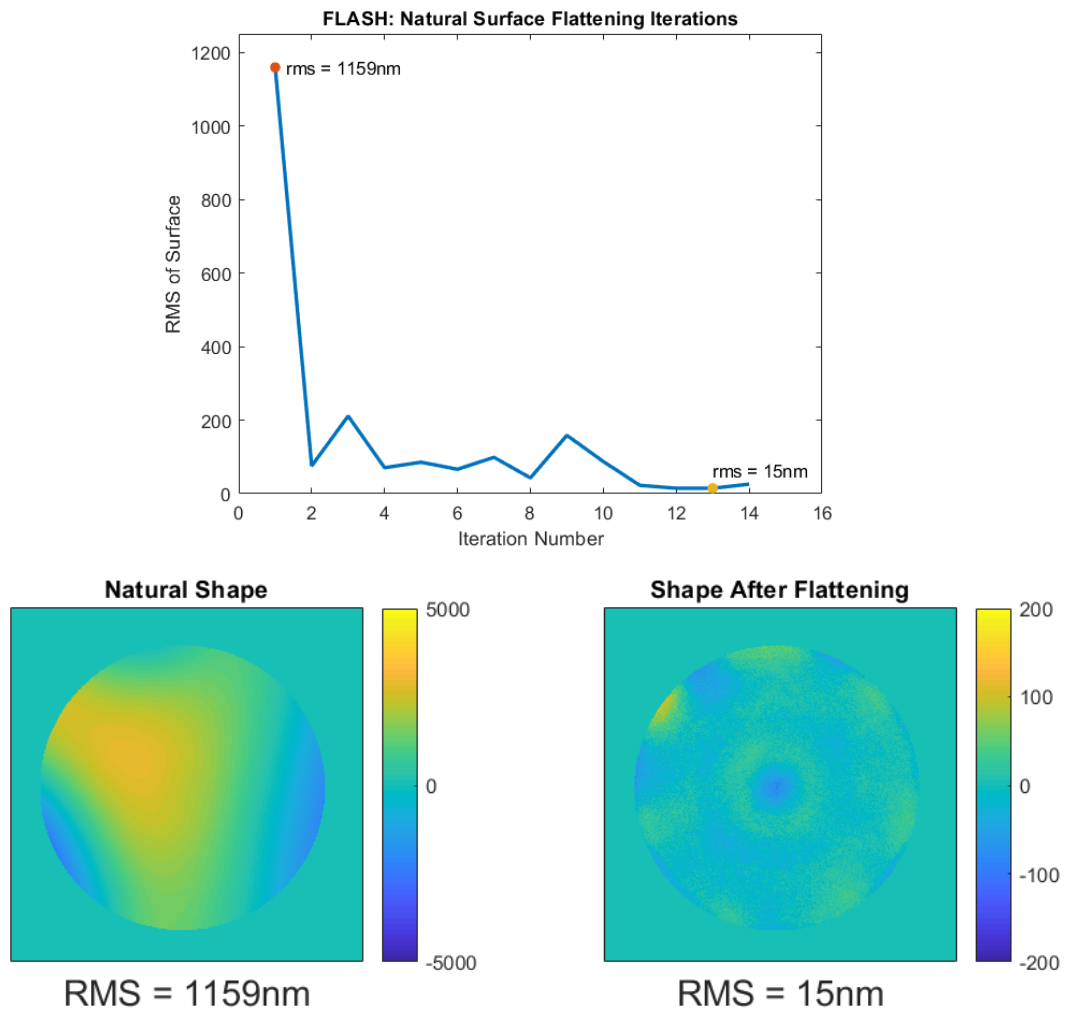 FLASH: Natural Surface Flattening Iterations
1200
1000
800
600
400
200
0
RMS of Surface
rms = 1159nm
rms = 15nm
0 2 4 6 8 10 12 14 16
Iteration Number
Natural Shape
5000
0
-5000
RMS = 1159nm
Shape After Flattening
200
100
0
-100
-200
RMS = 15nm